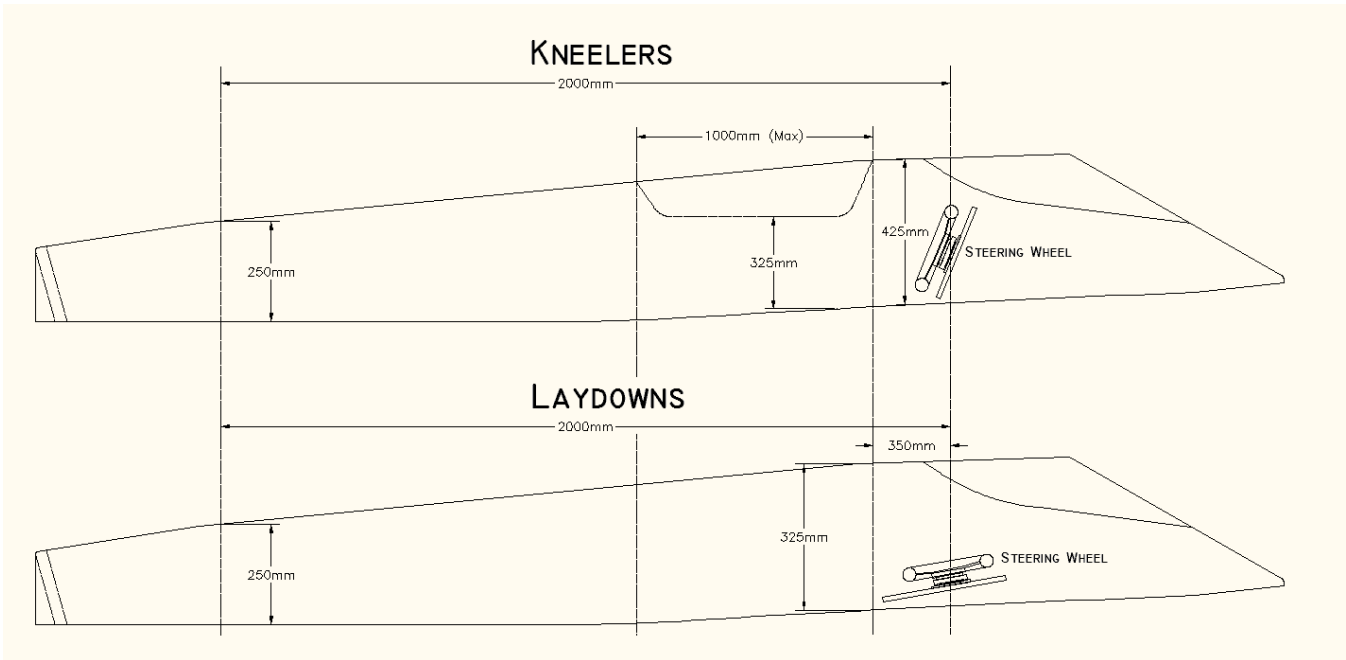 KNEELERS
2000mm
1000mm (Max)
425mm
250mm
325mm
STEERING WHEEL
LAYDOWNS
2000mm
350mm
325mm
STEERING WHEEL
250mm